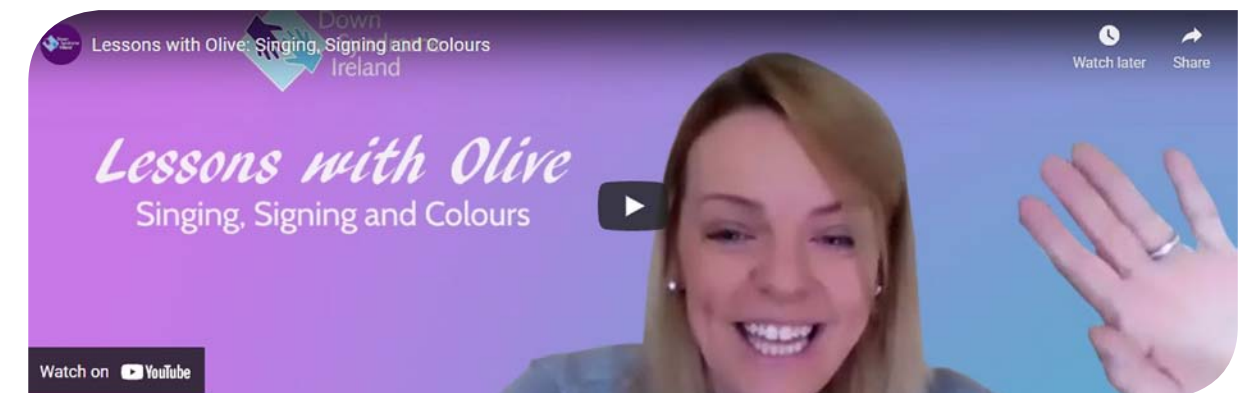 Down
Syndrome
Ireland
Lessons with Olive: Singing, Signing and Colours
Watch later
Share
Lessons with Olive
Singing, Signing and Colours
Watch on YouTube